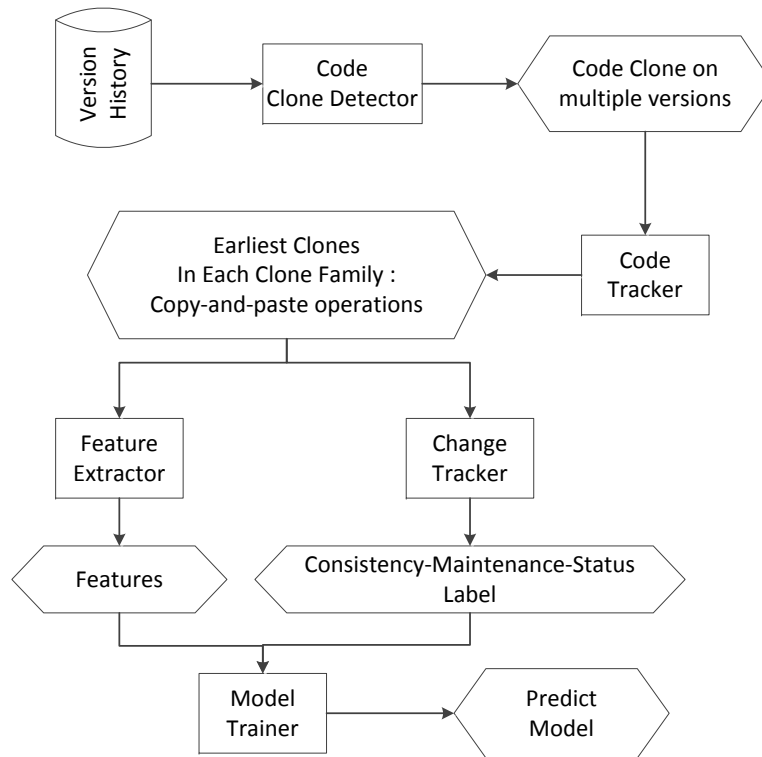 Version
History
Code
Clone Detector
Code Clone on
multiple versions
Earliest Clones
In Each Clone Family :
Copy-and-paste operations
Code
Tracker
Feature
Extractor
Change
Tracker
Features
Consistency-Maintenance-Status
Label
Model
Trainer
Predict
Model